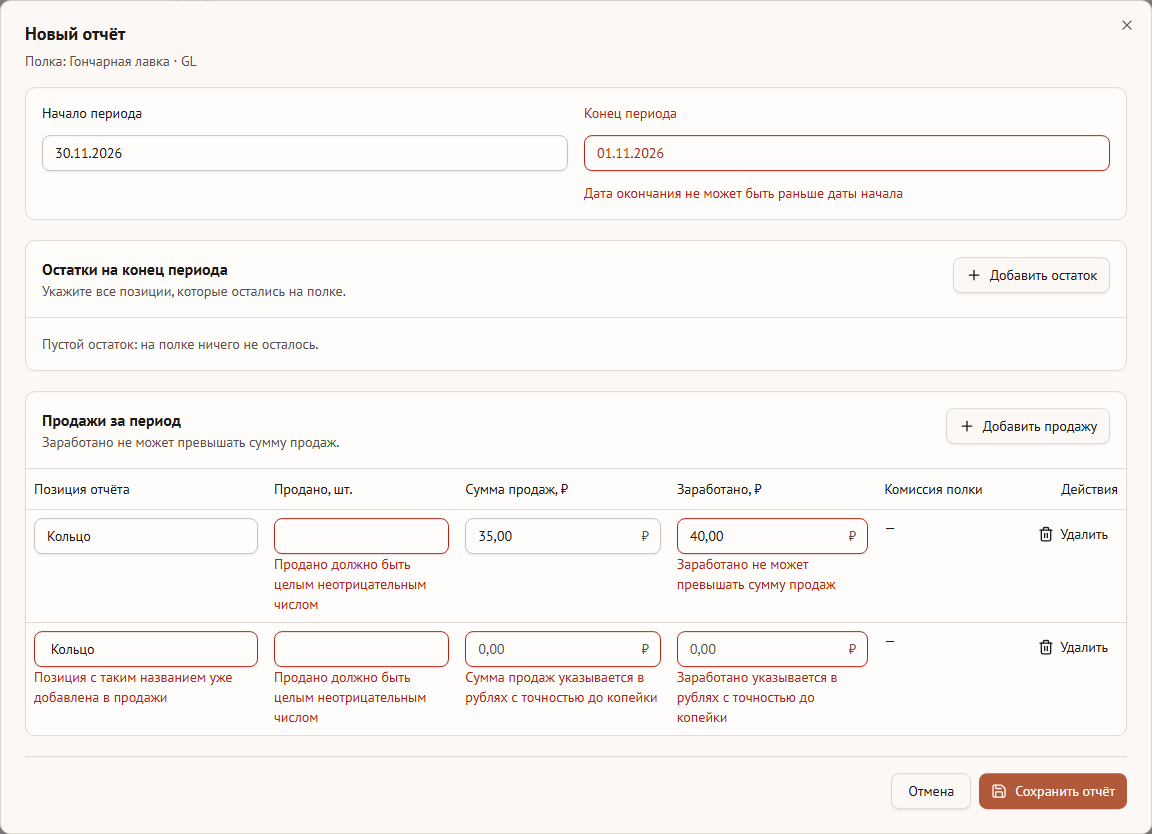 Новый отчёт
Полка: Гончарная лавка · GL
Начало периода
Конец периода
30.11.2026
01.11.2026
Дата окончания не может быть раньше даты начала
Остатки на конец периода
Укажите все позиции, которые остались на полке.
Добавить остаток
Пустой остаток: на полке ничего не осталось.
Продажи за период
Заработано не может превышать сумму продаж.
Добавить продажу
Позиция отчёта
Продано, шт.
Сумма продаж, ₽
Заработано, ₽
Комиссия полки
Действия
Кольцо
35,00 ₽
40,00 ₽
—
Удалить
Продано должно быть
целым неотрицательным
числом
Заработано не может
превышать сумму продаж
Кольцо
0,00 ₽
0,00 ₽
—
Удалить
Позиция с таким названием уже
добавлена в продажи
Продано должно быть
целым неотрицательным
числом
Сумма продаж указывается в
рублях с точностью до копейки
Заработано указывается в
рублях с точностью до
копейки
Отмена
Сохранить отчёт